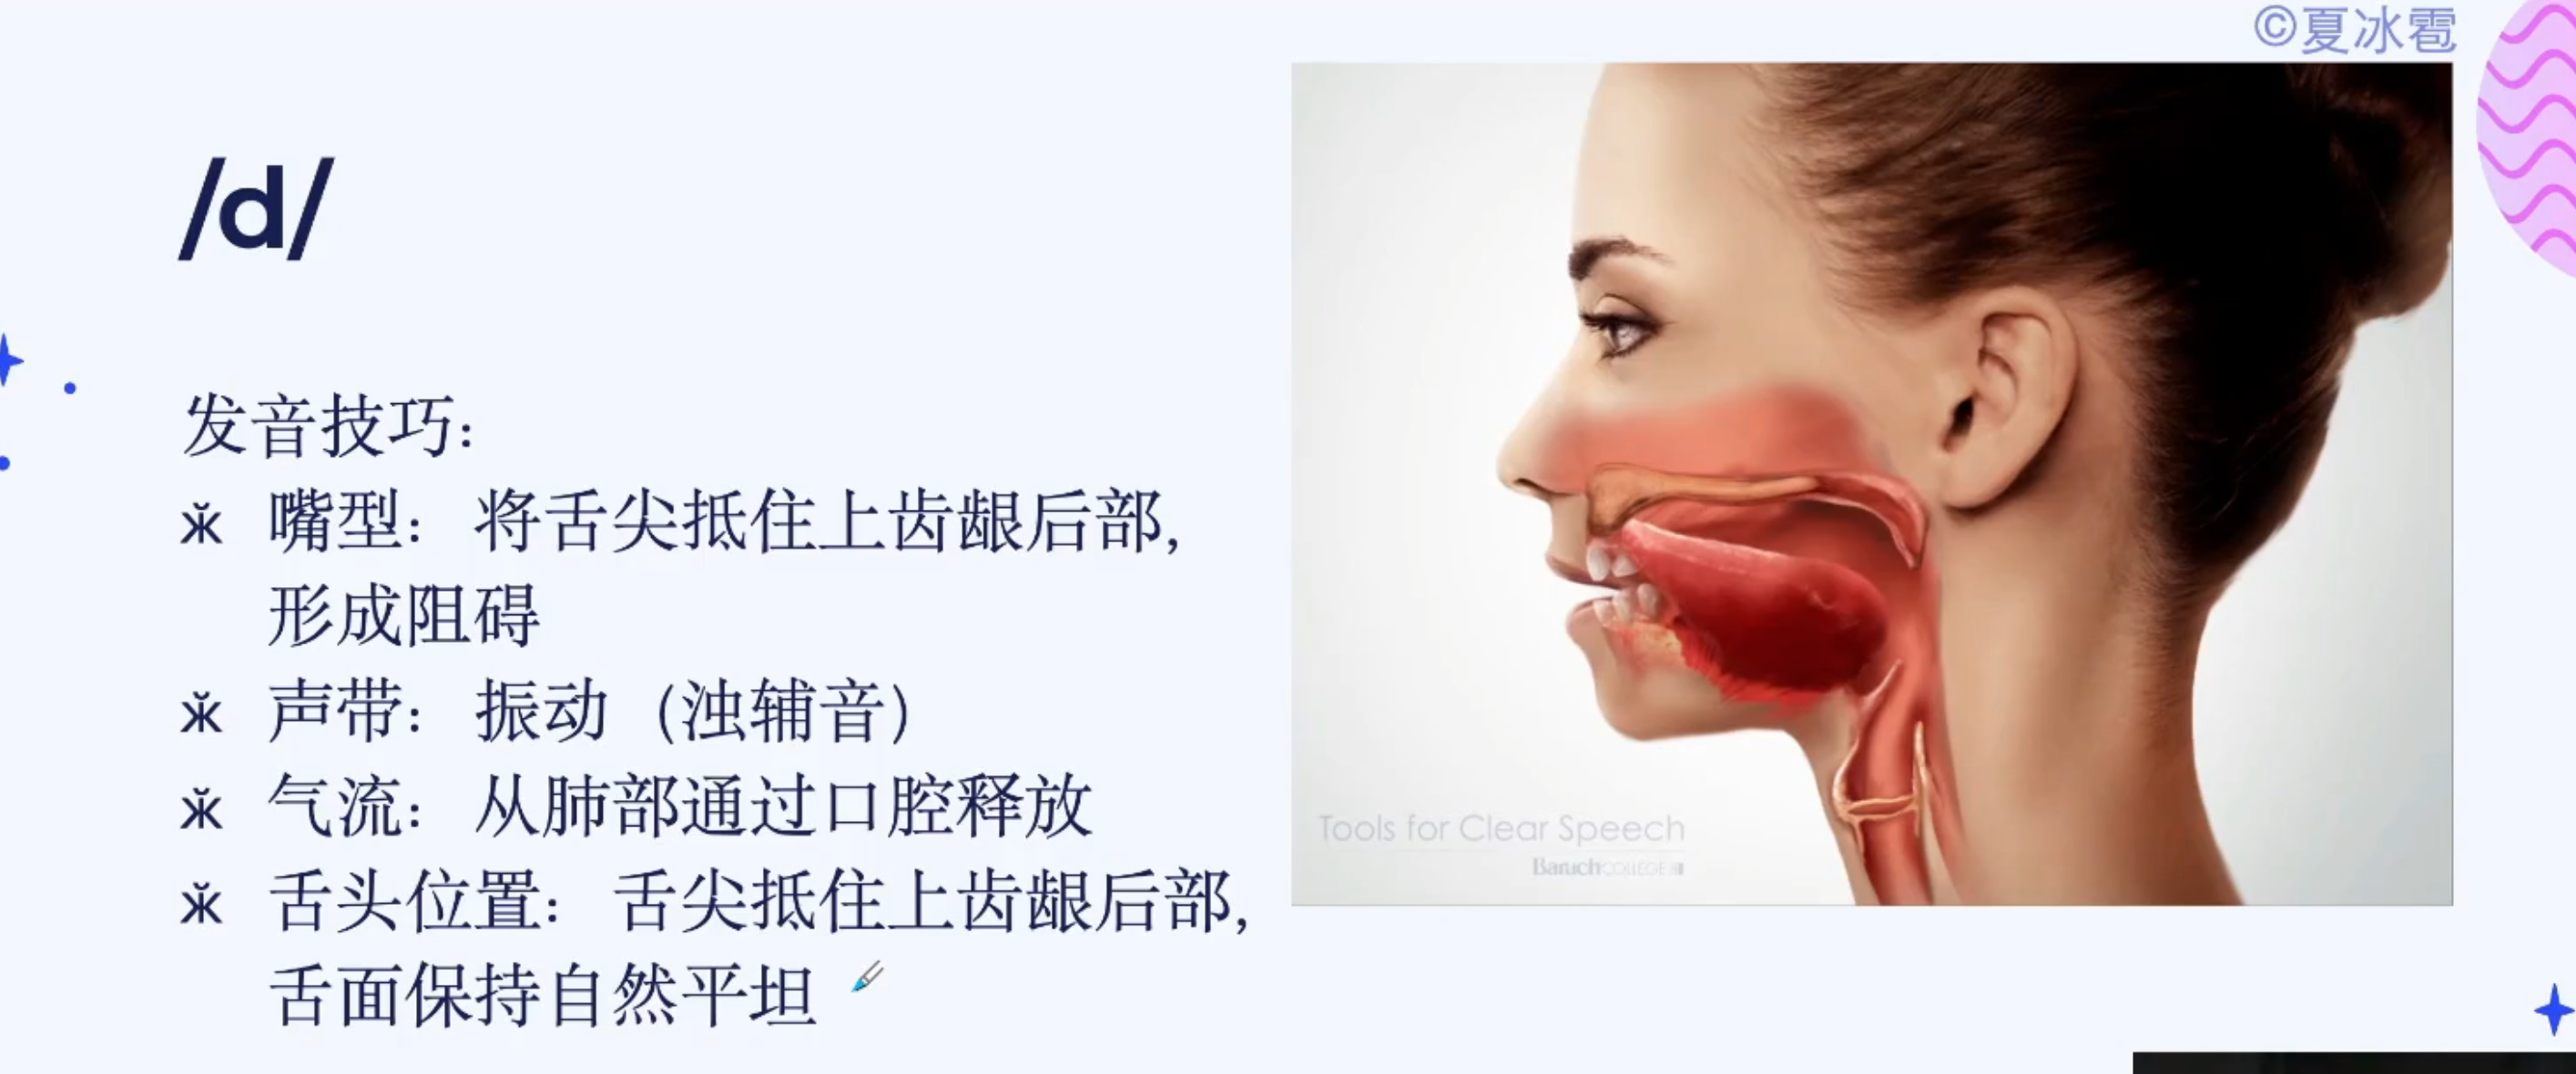 ©夏冰雹
/d/
发音技巧：
ӂ 嘴型： 将舌尖抵住上齿龈后部，
形成阻碍
ӂ 声带： 振动（浊辅音）
ӂ 气流： 从肺部通过口腔释放
ӂ 舌头位置： 舌尖抵住上齿龈后部，
舌面保持自然平坦
Tools for Clear Speech
Baruch COLLEGE